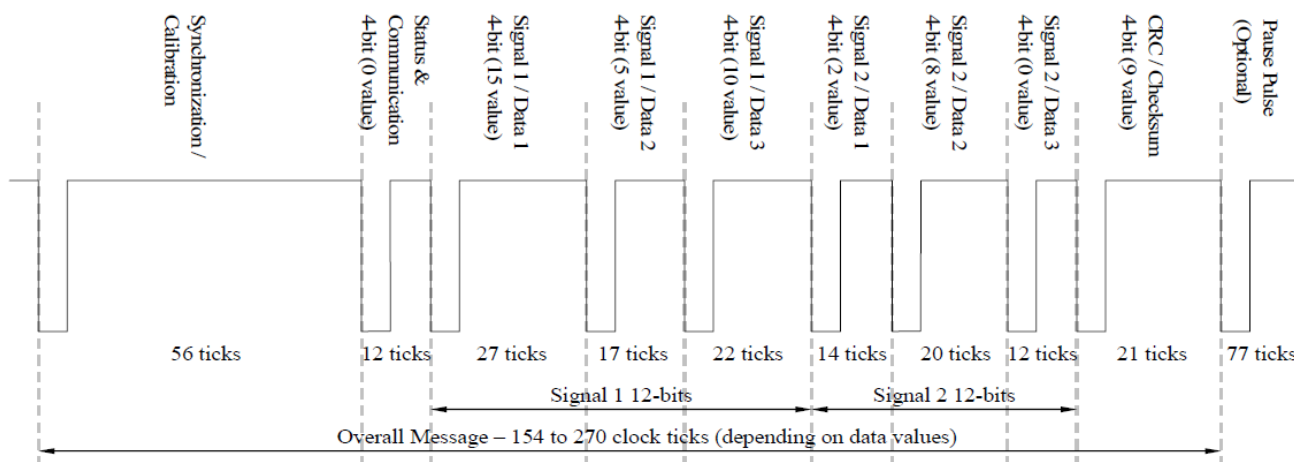 Synchronization /
Calibration
Status &
Communication
4-bit (0 value)
Signal 1 / Data 1
4-bit (15 value)
Signal 1 / Data 2
4-bit (5 value)
Signal 1 / Data 3
4-bit (10 value)
Signal 2 / Data 1
4-bit (2 value)
Signal 2 / Data 2
4-bit (8 value)
Signal 2 / Data 3
4-bit (0 value)
CRC / Checksum
4-bit (9 value)
Pause Pulse
(Optional)
56 ticks
12 ticks
27 ticks
17 ticks
22 ticks
14 ticks
20 ticks
12 ticks
21 ticks
77 ticks
Signal 1 12-bits
Signal 2 12-bits
Overall Message – 154 to 270 clock ticks (depending on data values)